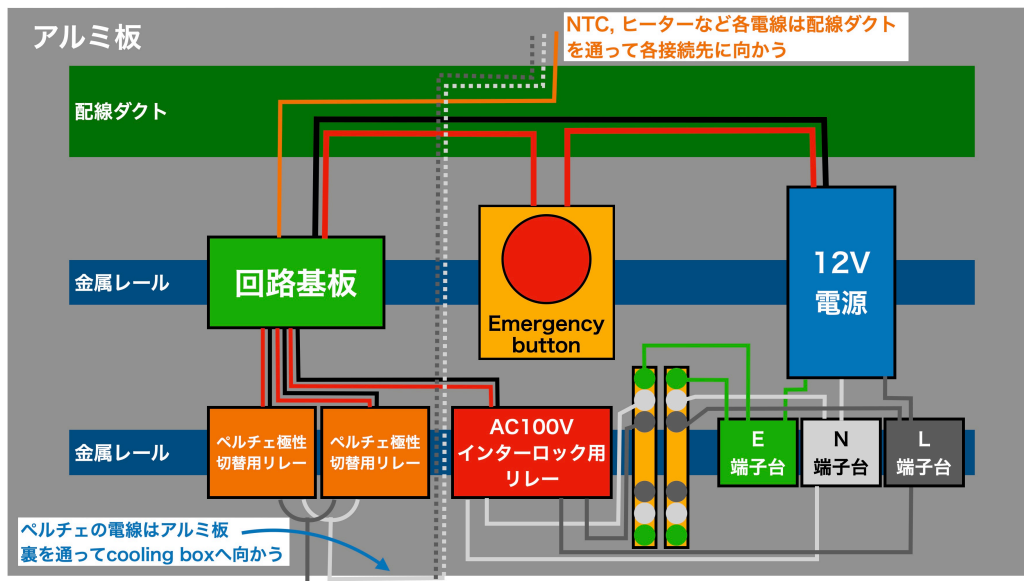 アルミ板
NTC, ヒーターなど各電線は配線ダクト
を通って各接続先に向かう
配線ダクト
金属レール
回路基板
Emergency
button
12V
電源
金属レール
ペルチェ極性
切替用リレー
ペルチェ極性
切替用リレー
AC100V
インターロック用
リレー
E
端子台
N
端子台
L
端子台
ペルチェの電線はアルミ板
裏を通ってcooling boxへ向かう